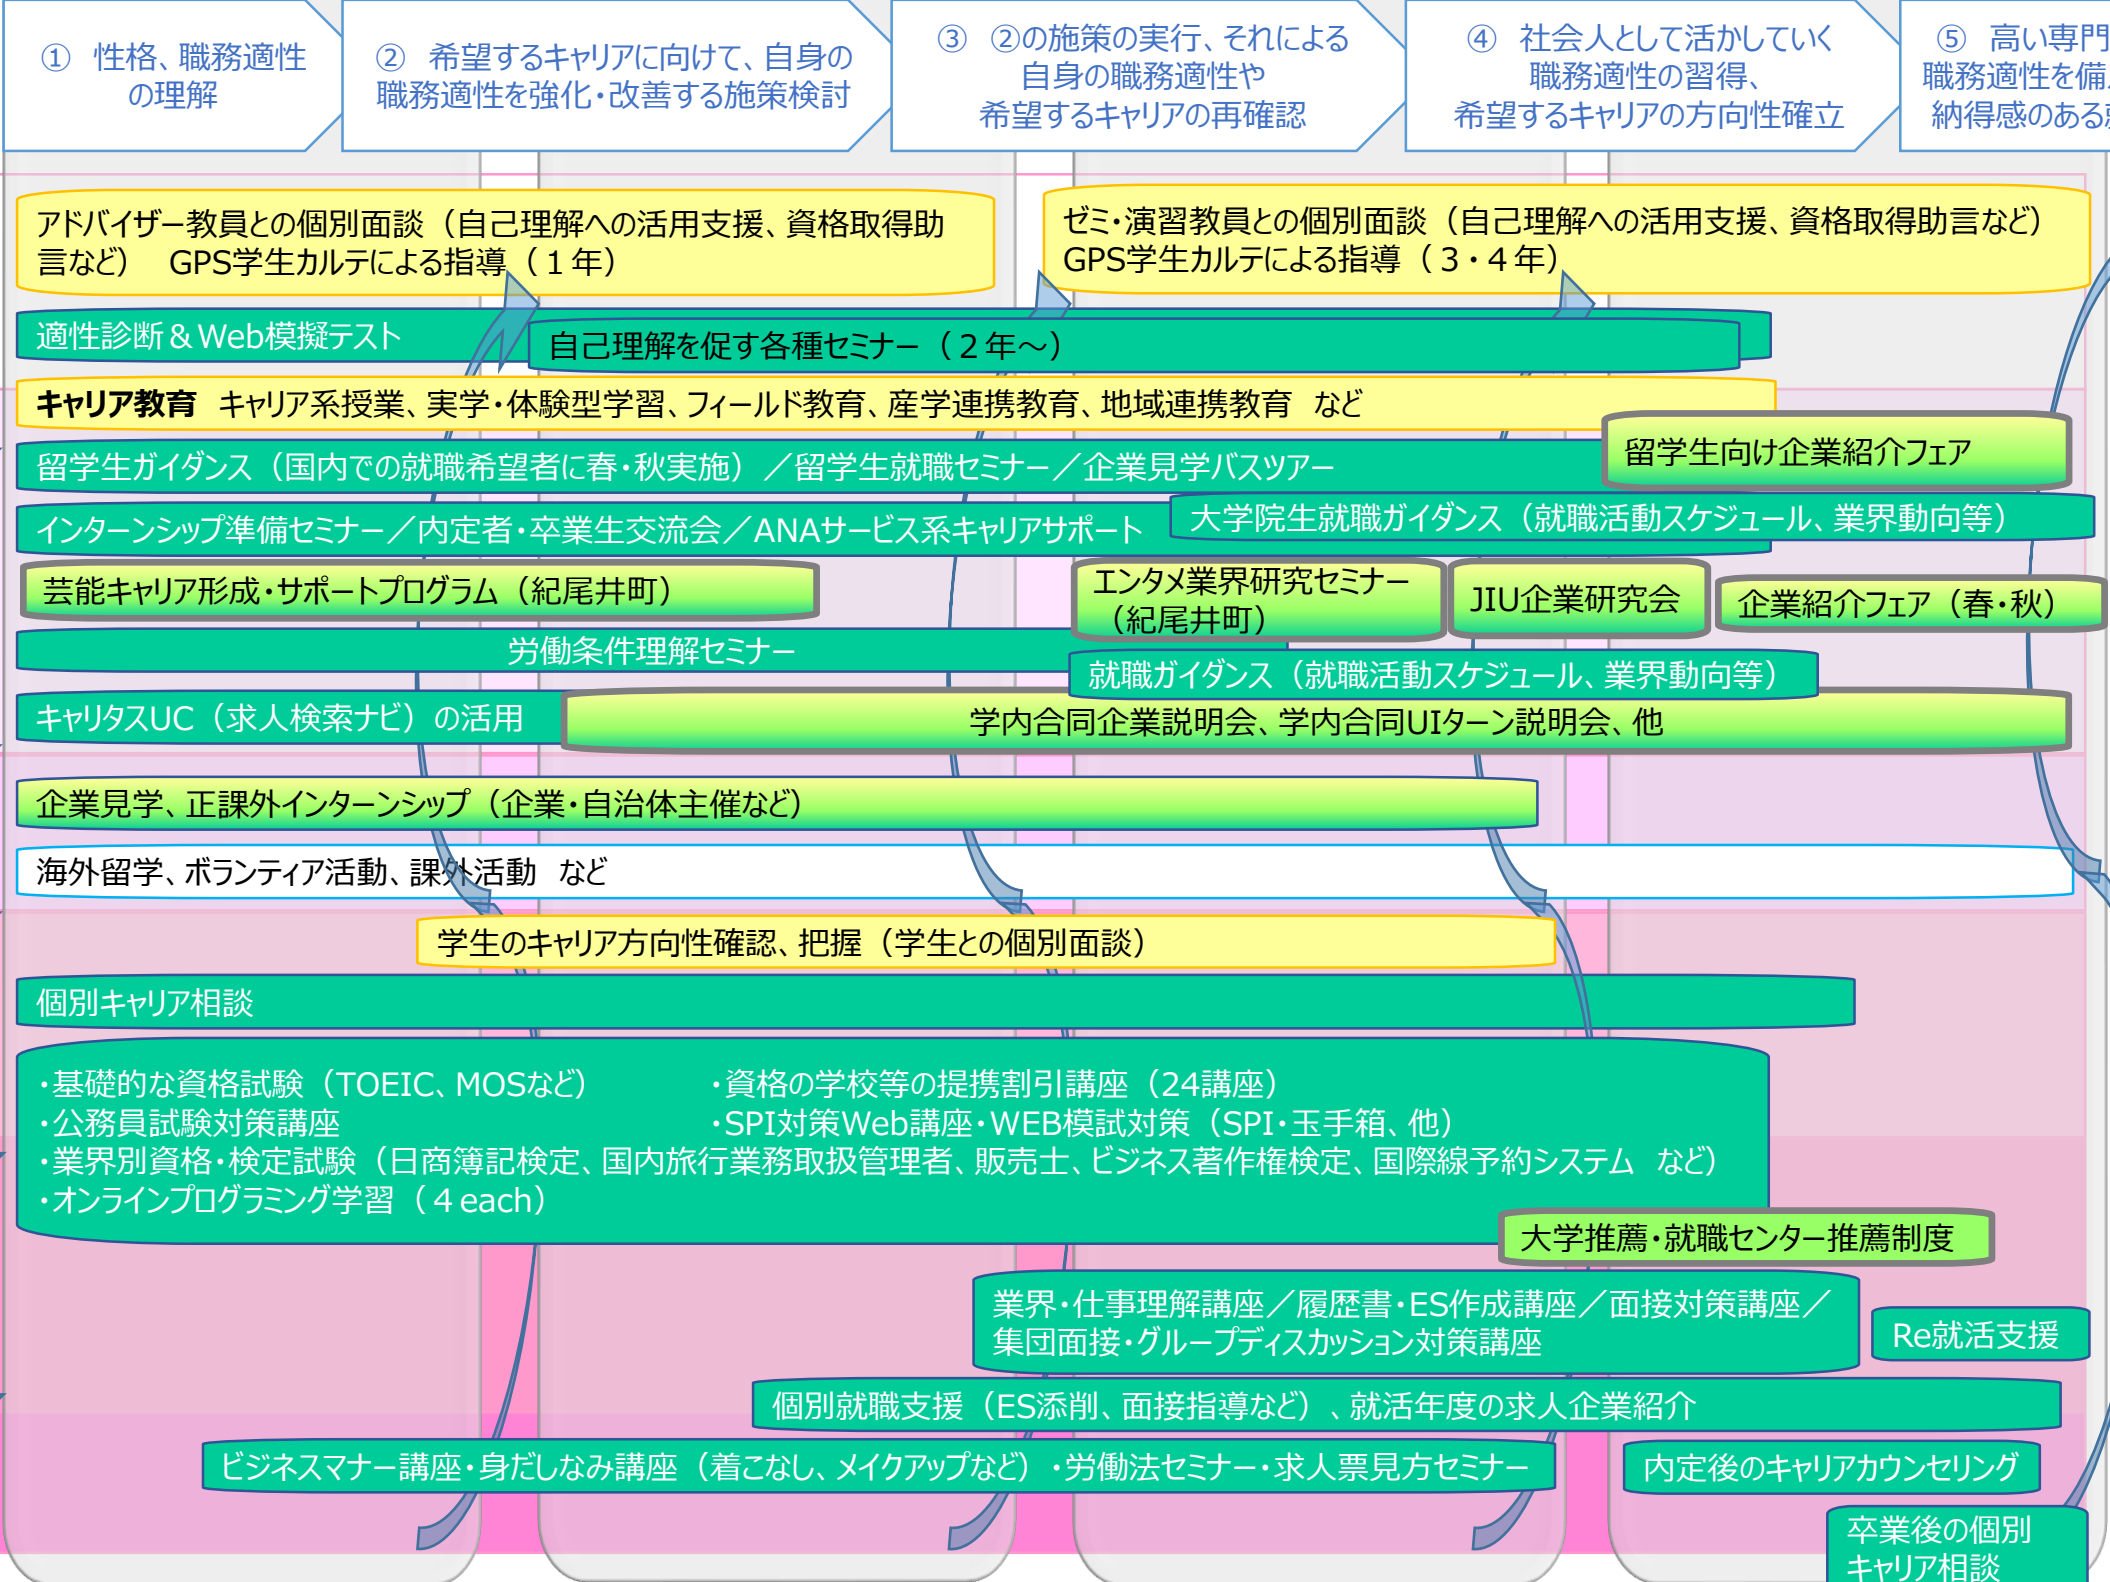 ① 性格、職務適性
の理解
② 希望するキャリアに向けて、自身の
職務適性を強化・改善する施策検討
③ ②の施策の実行、それによる
自身の職務適性や
希望するキャリアの再確認
④ 社会人として活かしていく
職務適性の習得、
希望するキャリアの方向性確立
⑤ 高い専門
職務適性を備
納得感のある
アドバイザー教員との個別面談（自己理解への活用支援、資格取得助
言など） GPS学生カルテによる指導（１年）
ゼミ・演習教員との個別面談（自己理解への活用支援、資格取得助言など）
GPS学生カルテによる指導（３・４年）
適性診断＆Web模擬テスト
自己理解を促す各種セミナー（２年～）
キャリア教育 キャリア系授業、実学・体験型学習、フィールド教育、産学連携教育、地域連携教育 など
留学生ガイダンス（国内での就職希望者に春・秋実施）／留学生就職セミナー／企業見学バスツアー
留学生向け企業紹介フェア
インターンシップ準備セミナー／内定者・卒業生交流会／ANAサービス系キャリアサポート
大学院生就職ガイダンス（就職活動スケジュール、業界動向等）
芸能キャリア形成・サポートプログラム（紀尾井町）
エンタメ業界研究セミナー
（紀尾井町）
JIU企業研究会
企業紹介フェア（春・秋）
労働条件理解セミナー
就職ガイダンス（就職活動スケジュール、業界動向等）
キャリタスUC（求人検索ナビ）の活用
学内合同企業説明会、学内合同UIターン説明会、他
企業見学、正課外インターンシップ（企業・自治体主催など）
海外留学、ボランティア活動、課外活動 など
学生のキャリア方向性確認、把握（学生との個別面談）
個別キャリア相談
・基礎的な資格試験（TOEIC、MOSなど） ・資格の学校等の提携割引講座（24講座）
・公務員試験対策講座 ・SPI対策Web講座・WEB模試対策（SPI・玉手箱、他）
・業界別資格・検定試験（日商簿記検定、国内旅行業務取扱管理者、販売士、ビジネス著作権検定、国際線予約システム など）
・オンラインプログラミング学習（４each）
大学推薦・就職センター推薦制度
業界・仕事理解講座／履歴書・ES作成講座／面接対策講座／
集団面接・グループディスカッション対策講座
Re就活支援
個別就職支援（ES添削、面接指導など）、就活年度の求人企業紹介
ビジネスマナー講座・身だしなみ講座（着こなし、メイクアップなど）・労働法セミナー・求人票見方セミナー
内定後のキャリアカウンセリング
卒業後の個別
キャリア相談